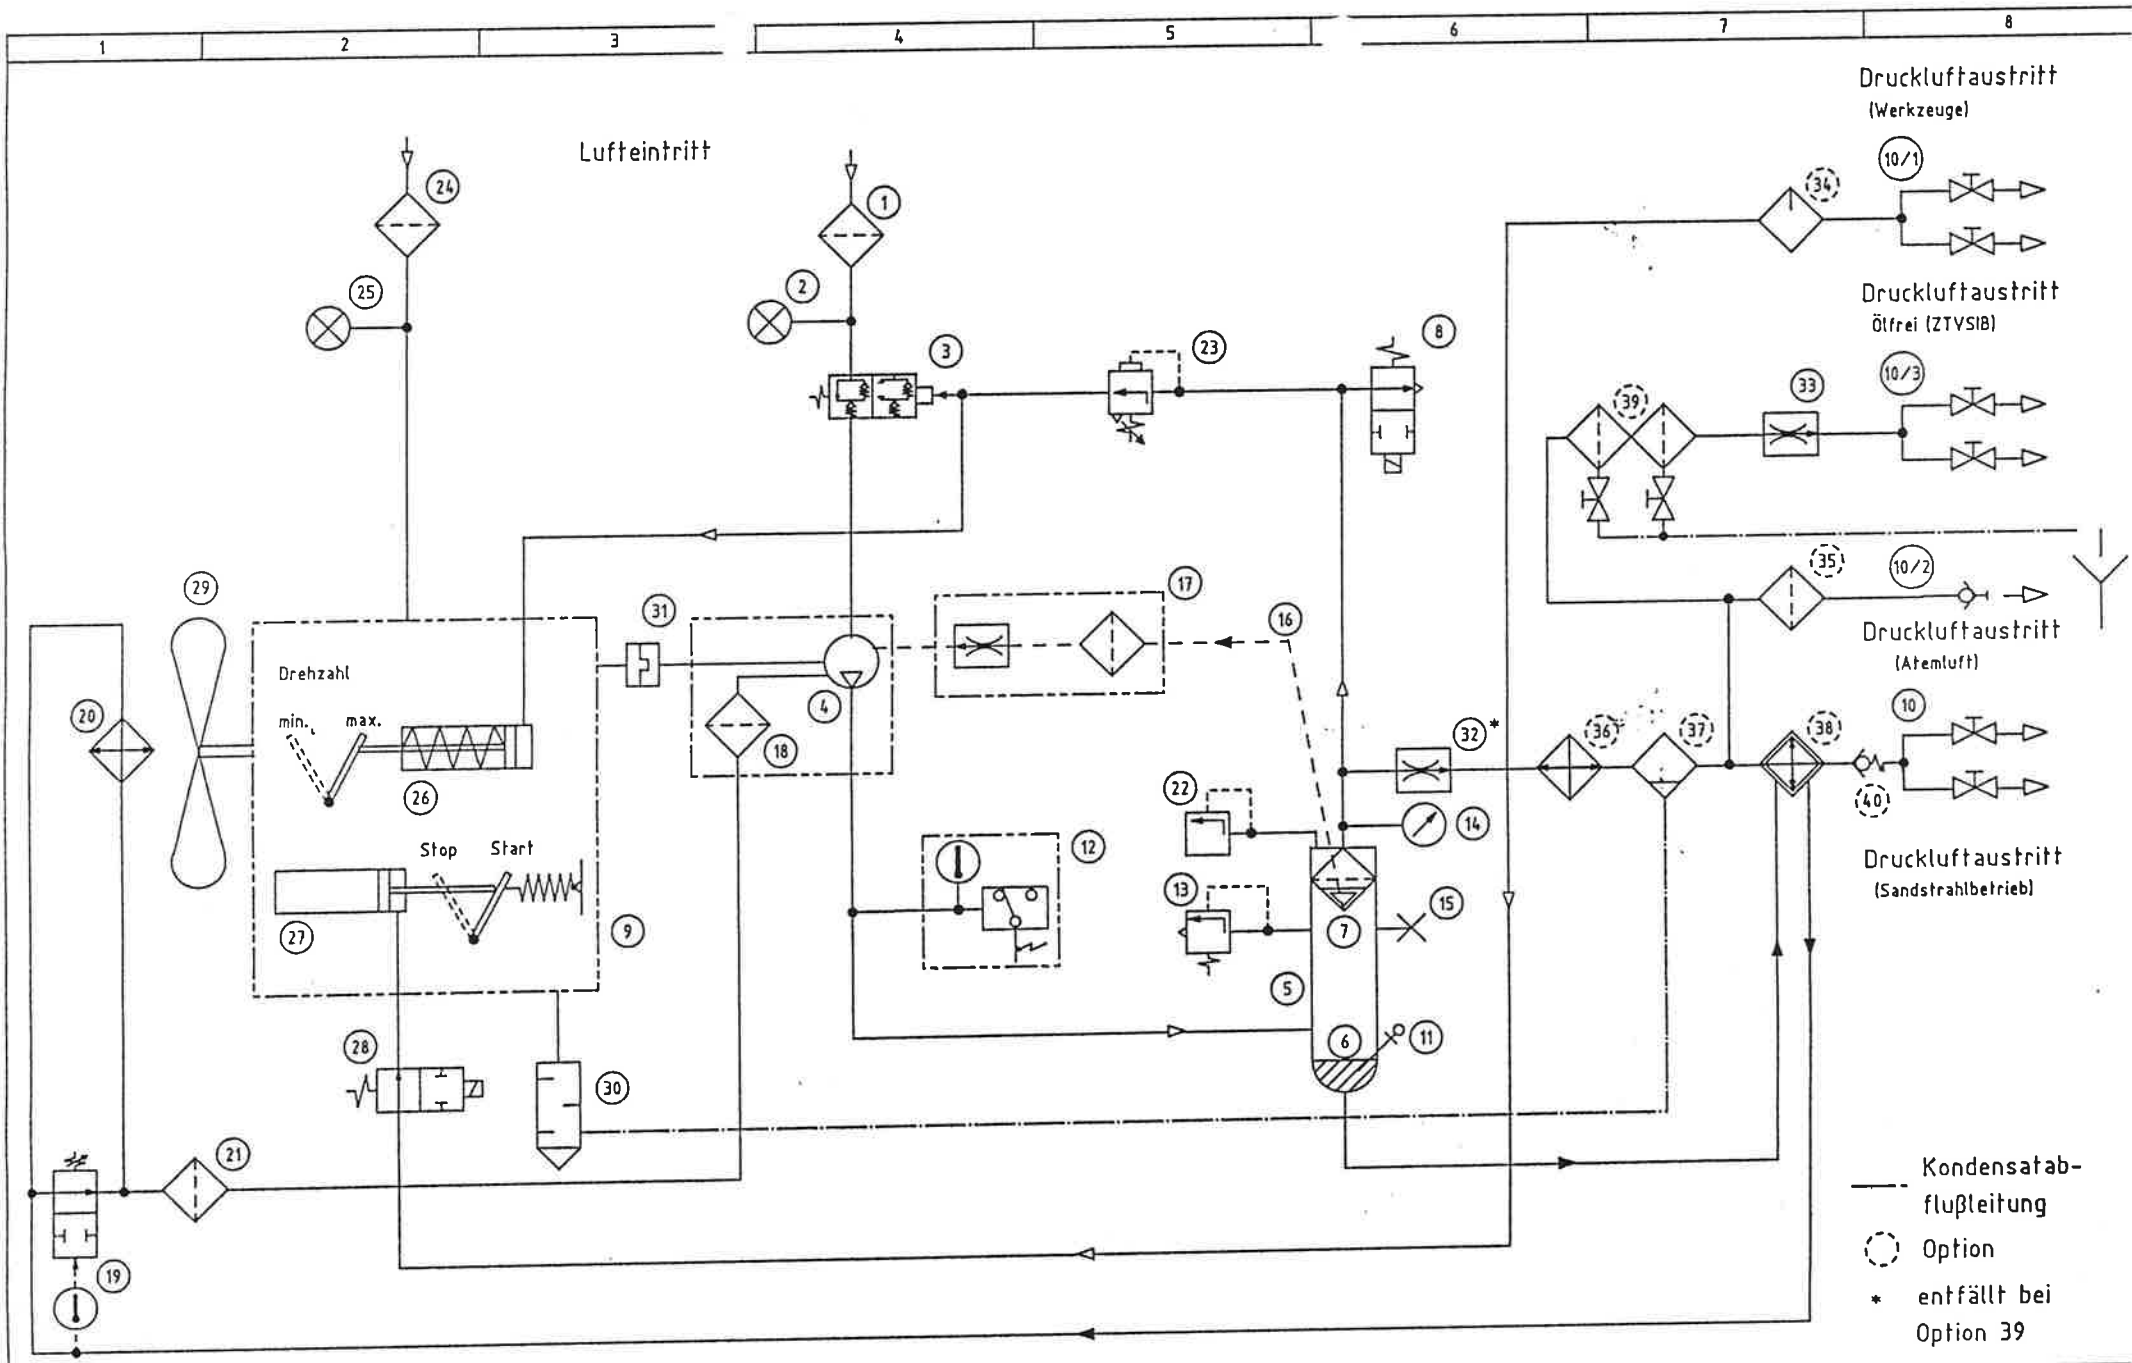 1
2
3
4
5
6
7
8
Druckluftaustritt
(Werkzeuge)
Lufteintritt
24
1
10/1
34
25
2
Druckluftaustritt
Ölfrei (ZTVSIB)
3
23
8
33
10/3
39
29
31
17
16
35
10/2
Druckluftaustritt
(Atemluft)
Drehzahl
min.
max.
20
26
4
18
32*
36
37
38
10
40
22
14
Stop
Start
12
13
15
7
Druckluftaustritt
(Sandstrahlbetrieb)
27
9
5
28
30
6
11
21
19
Kondensatab-
flußleitung
Option
* entfällt bei
Option 39